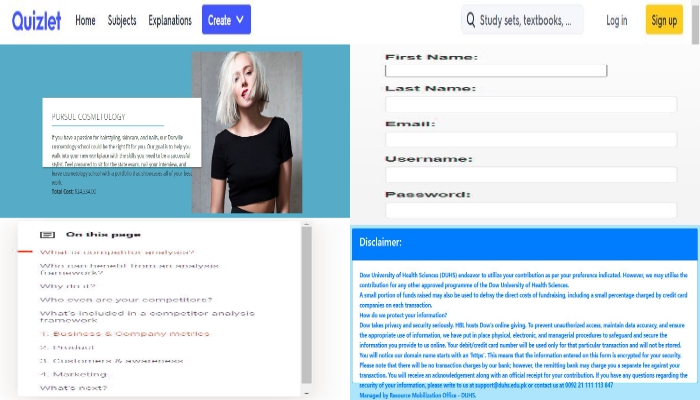 Quizlet Home Subjects Explanations Create Study sets, textbooks, ... Log in Sign up
PURSUE COSMETOLOGY
If you have a passion for hairstyling, skincare, and nails, our Danville
cosmetology school could be the right fit for you. Our goal is to help you
walk into your new workplace with the skills you need to be a successful
stylist. Feel prepared to sit for the state exam, nail your interview, and
leave cosmetology school with a portfolio that showcases all of your best
work.
Total Cost:
First Name:
Last Name:
Email:
Username:
Password:
On this page
What is competitor analysis?
Who can benefit from an analysis
framework?
Why do it?
Who even are your competitors?
What's included in a competitor analysis
framework
1. Business & Company metrics
2. Product
3. Customers & awareness
4. Marketing
What's next?
Disclaimer:
Dow University of Health Sciences (DUHS) endeavor to utilize your contribution as per your preference indicated. However, we may utilise the
contribution for any other approved programme of the Dow University of Health Sciences.
A small portion of funds raised may also be used to defray the direct costs of fundraising, including a small percentage charged by credit card
companies on each transaction.
How do we protect your information?
Dow takes privacy and security seriously. HBL hosts Dow's online giving. To prevent unauthorized access, maintain data accuracy, and ensure
the appropriate use of information, we have put in place physical, electronic, and managerial procedures to safeguard and secure the
information you provide to us online. Your debit/credit card number will be used only for that particular transaction and will not be stored.
You will notice our domain name starts with an 'https'. This means that the information entered on this form is encrypted for your security.
Please note that there will be no transaction charges by our bank; however, the remitting bank may charge you a separate fee against your
transaction. You will receive an acknowledgement along with an official receipt for your contribution. If you have any questions regarding the
security of your information, please write to us at support@duhs.edu.pk or contact us at 0092 21 111 113 847
Managed by Resource Mobilization Office - DUHS.